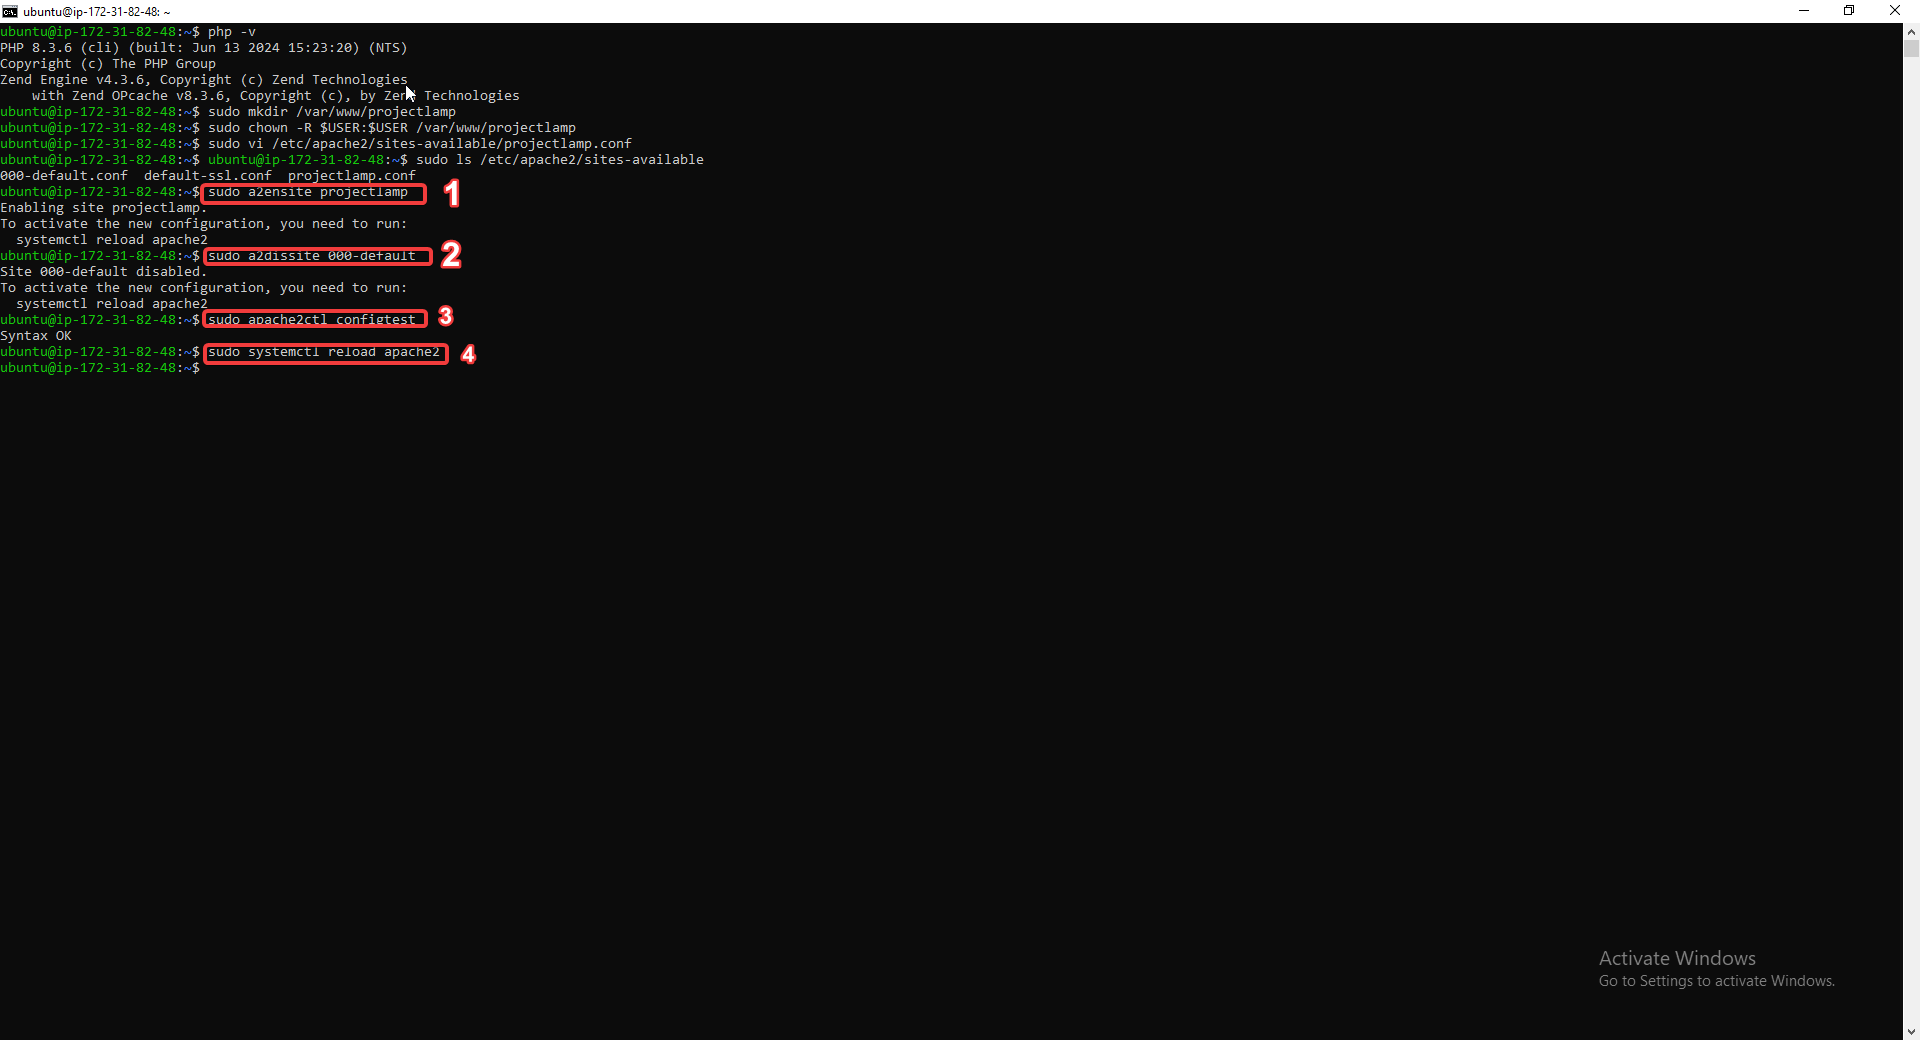 ubuntu@ip-172-31-82-48: ~
ubuntu@ip-172-31-82-48:~$ php -v
PHP 8.3.6 (cli) (built: Jun 13 2024 15:23:20) (NTS)
Copyright (c) The PHP Group
Zend Engine v4.3.6, Copyright (c) Zend Technologies
    with Zend OPcache v8.3.6, Copyright (c), by Zend Technologies
ubuntu@ip-172-31-82-48:~$ sudo mkdir /var/www/projectlamp
ubuntu@ip-172-31-82-48:~$ sudo chown -R $USER:$USER /var/www/projectlamp
ubuntu@ip-172-31-82-48:~$ sudo vi /etc/apache2/sites-available/projectlamp.conf
ubuntu@ip-172-31-82-48:~$ ubuntu@ip-172-31-82-48:~$ sudo ls /etc/apache2/sites-available
000-default.conf  default-ssl.conf  projectlamp.conf
ubuntu@ip-172-31-82-48:~$ sudo a2ensite projectlamp 1
Enabling site projectlamp.
To activate the new configuration, you need to run:
  systemctl reload apache2
ubuntu@ip-172-31-82-48:~$ sudo a2dissite 000-default 2
Site 000-default disabled.
To activate the new configuration, you need to run:
  systemctl reload apache2
ubuntu@ip-172-31-82-48:~$ sudo apache2ctl configtest 3
Syntax OK
ubuntu@ip-172-31-82-48:~$ sudo systemctl reload apache2 4
ubuntu@ip-172-31-82-48:~$
Activate Windows
Go to Settings to activate Windows.